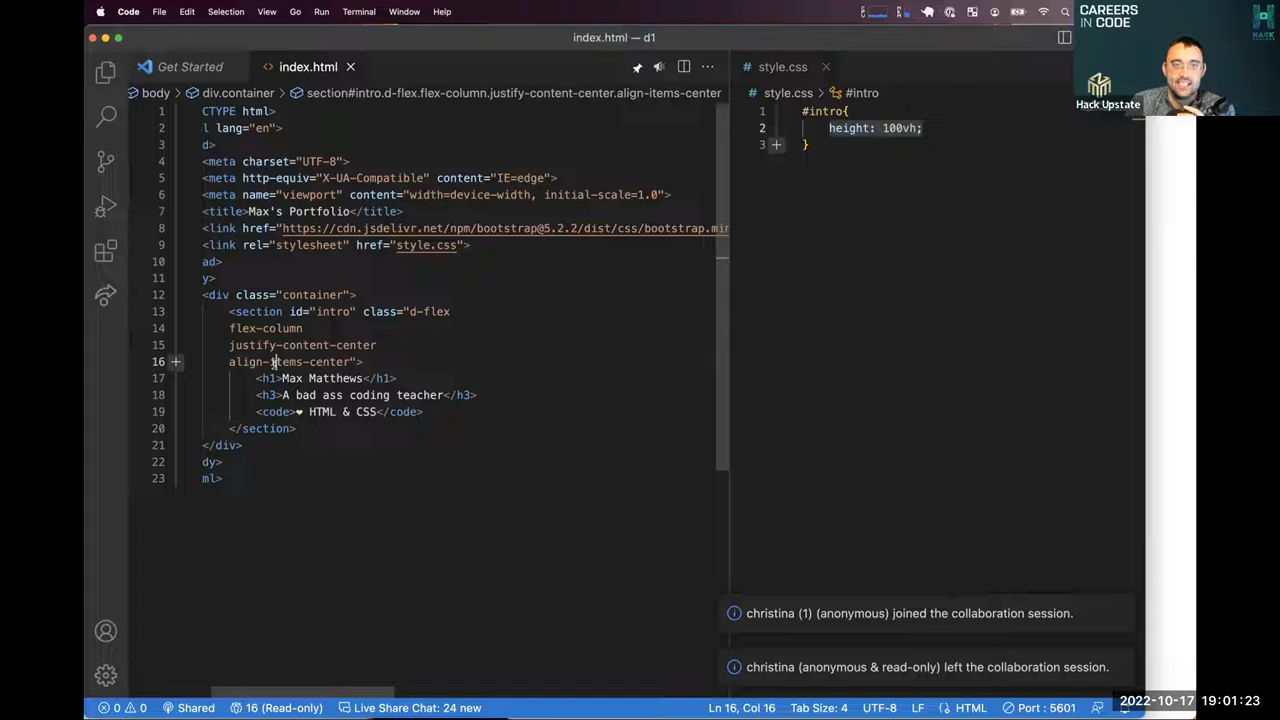 Code File Edit Selection View Go Run Terminal Window Help
index.html — d1
CAREERS
IN CODE
HACK
UPSTATE
Hack Upstate
Get Started
index.html
style.css
body > div.container > section#intro.d-flex.flex-column.justify-content-center.align-items-center
style.css > #intro
1 CTYPE html>
2 l lang="en">
3 d>
4 <meta charset="UTF-8">
5 <meta http-equiv="X-UA-Compatible" content="IE=edge">
6 <meta name="viewport" content="width=device-width, initial-scale=1.0">
7 <title>Max's Portfolio</title>
8 <link href="https://cdn.jsdelivr.net/npm/bootstrap@5.2.2/dist/css/bootstrap.min
9 <link rel="stylesheet" href="style.css">
10 ad>
11 y>
12 <div class="container">
13 <section id="intro" class="d-flex
14 flex-column
15 justify-content-center
16 align-items-center">
17 <h1>Max Matthews</h1>
18 <h3>A bad ass coding teacher</h3>
19 <code>❤ HTML & CSS</code>
20 </section>
21 </div>
22 dy>
23 ml>
1 #intro{
2 height: 100vh;
3 }
christina (1) (anonymous) joined the collaboration session.
christina (anonymous & read-only) left the collaboration session.
0 0 Shared 16 (Read-only) Live Share Chat: 2+new Ln 16, Col 16 Tab Size: 4 UTF-8 LF HTML Port : 5601
2022-10-17 19:01:23